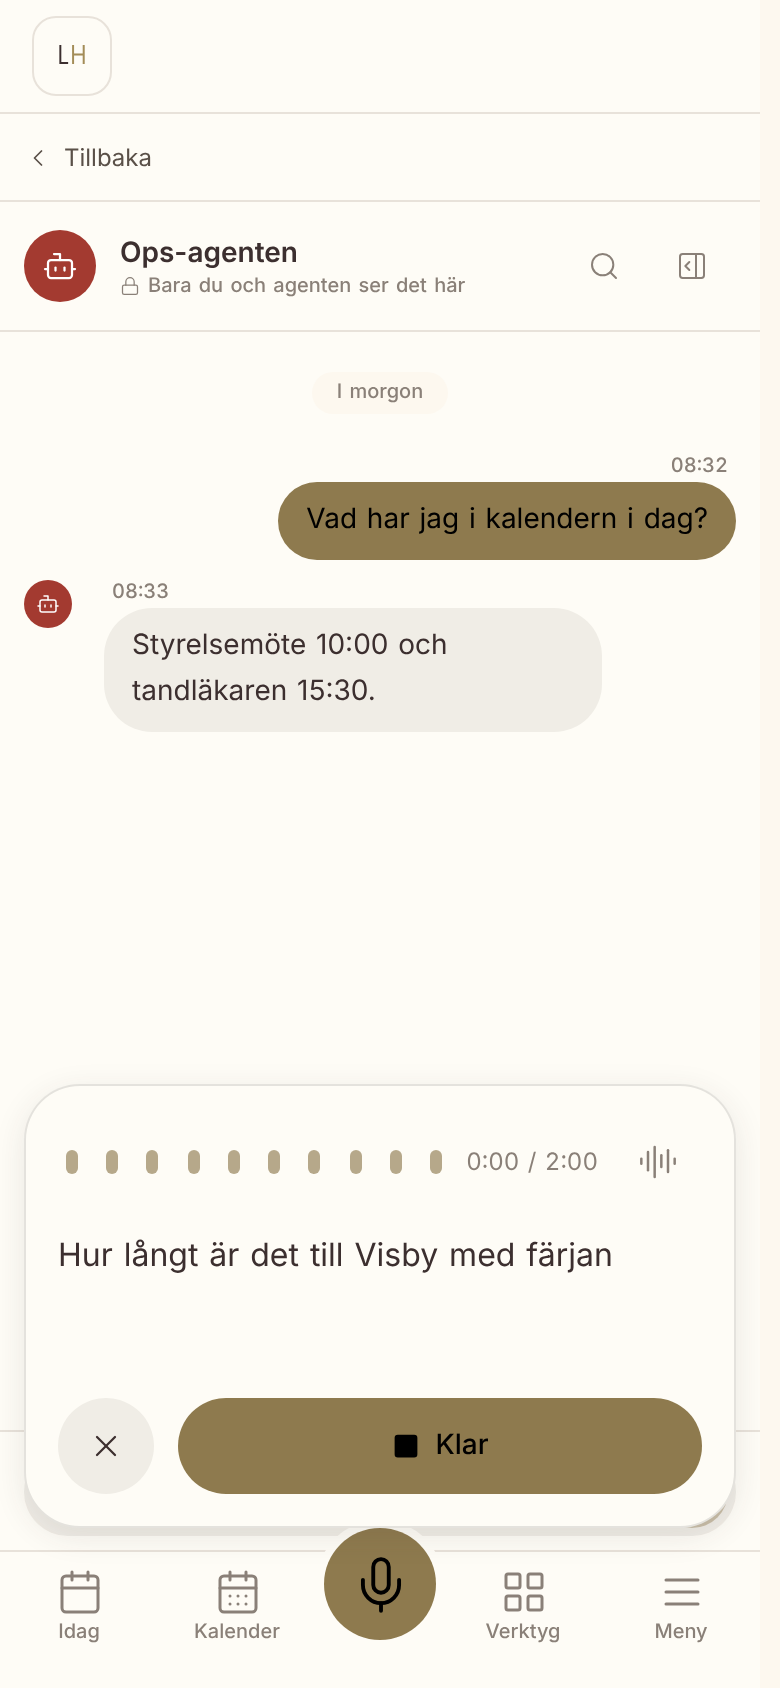 LH
Tillbaka
Ops-agenten
Bara du och agenten ser det här
I morgon
08:32
Vad har jag i kalendern i dag?
08:33
Styrelsemöte 10:00 och
tandläkaren 15:30.
0:00 / 2:00
Hur långt är det till Visby med färjan
Klar
Idag
Kalender
Verktyg
Meny